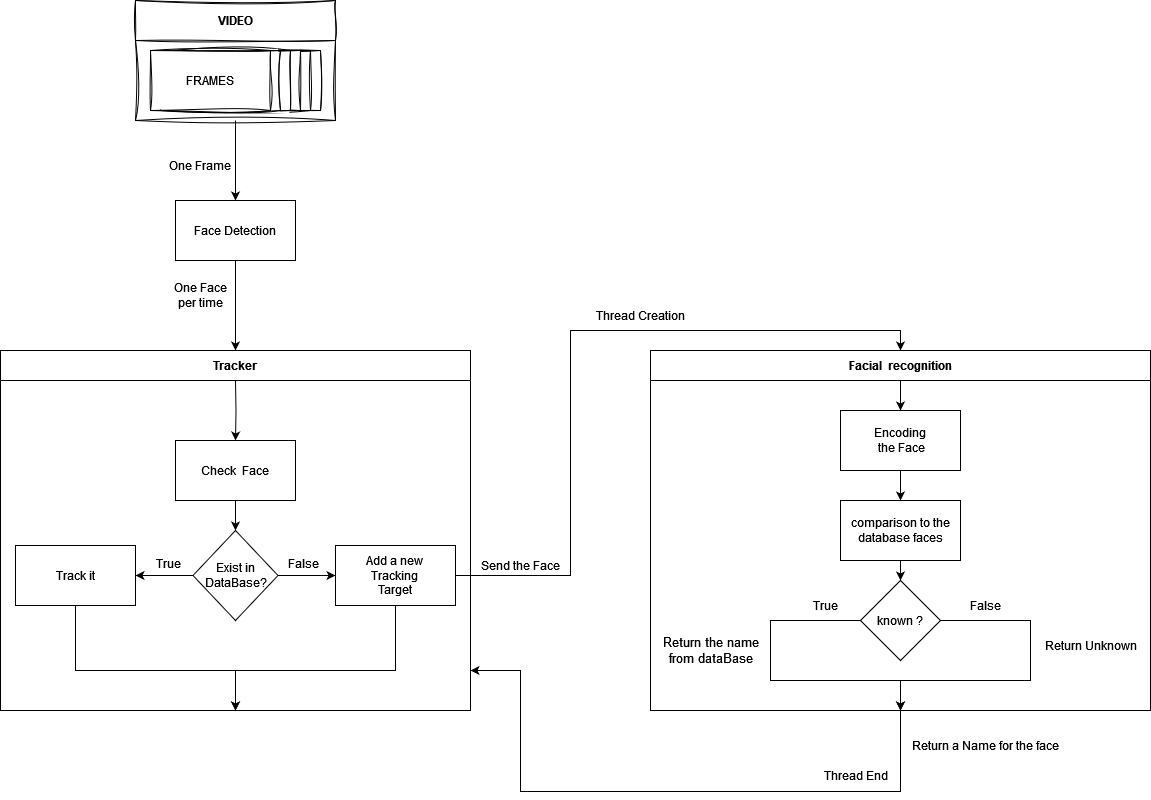 VIDEO
FRAMES
One Frame
Face Detection
One Face
per time
Thread Creation
Tracker
Facial recognition
Check Face
Encoding
the Face
comparison to the
database faces
Track it
True
Exist in
DataBase?
False
Add a new
Tracking
Target
Send the Face
True
known ?
False
Return the name
from dataBase
Return Unknown
Return a Name for the face
Thread End